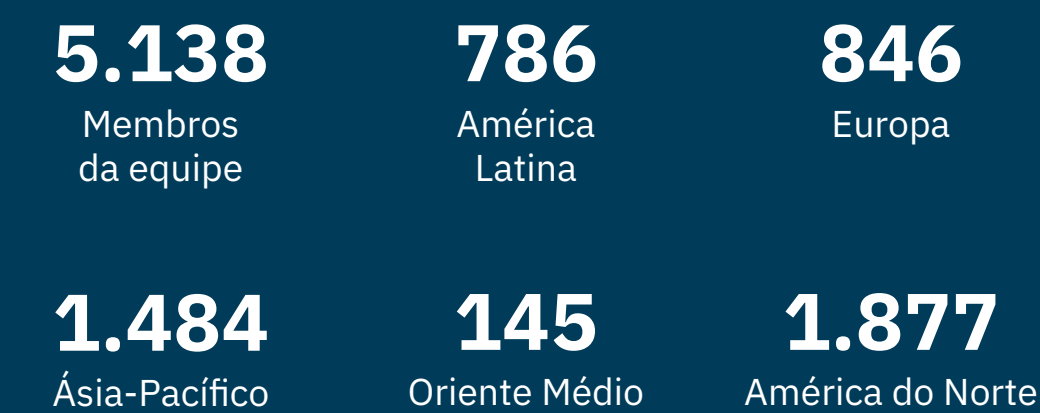 5.138
Membros
da equipe
786
América
Latina
846
Europa
1.484
Ásia-Pacífico
145
Oriente Médio
1.877
América do Norte